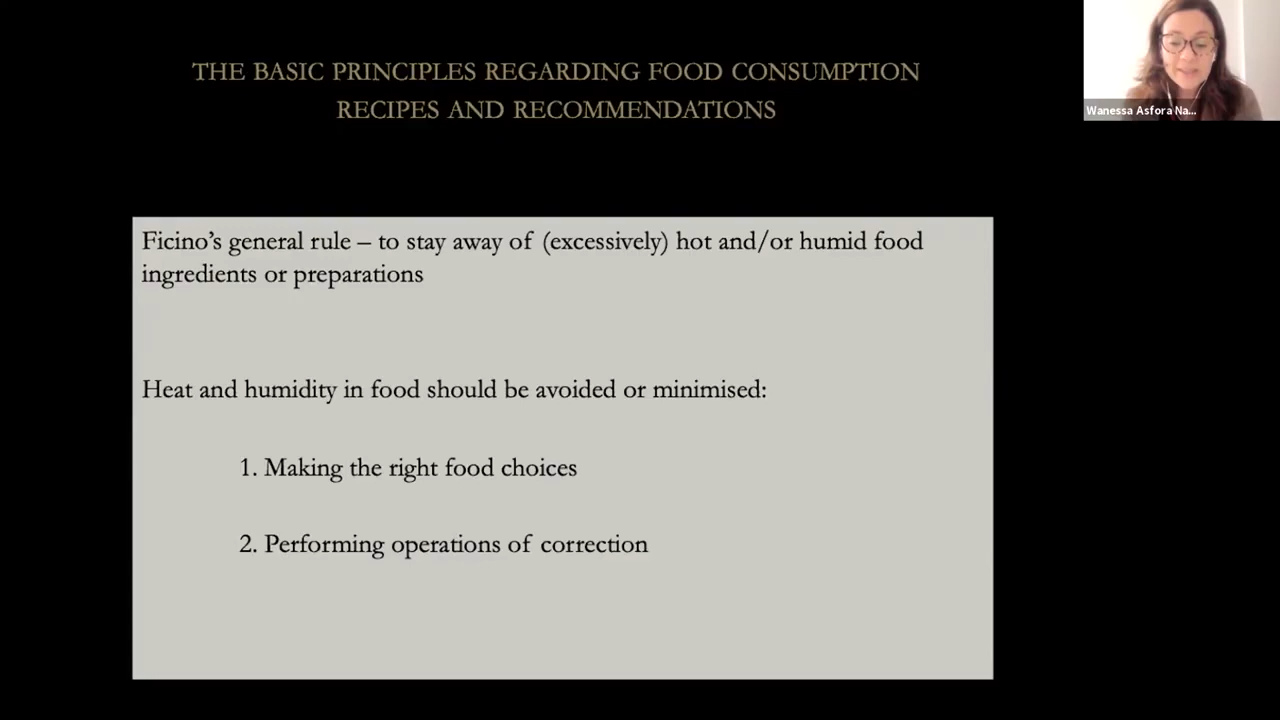 THE BASIC PRINCIPLES REGARDING FOOD CONSUMPTION
RECIPES AND RECOMMENDATIONS
Wanessa Asfora Na...
Ficino's general rule – to stay away of (excessively) hot and/or humid food
ingredients or preparations
Heat and humidity in food should be avoided or minimised:
1. Making the right food choices
2. Performing operations of correction